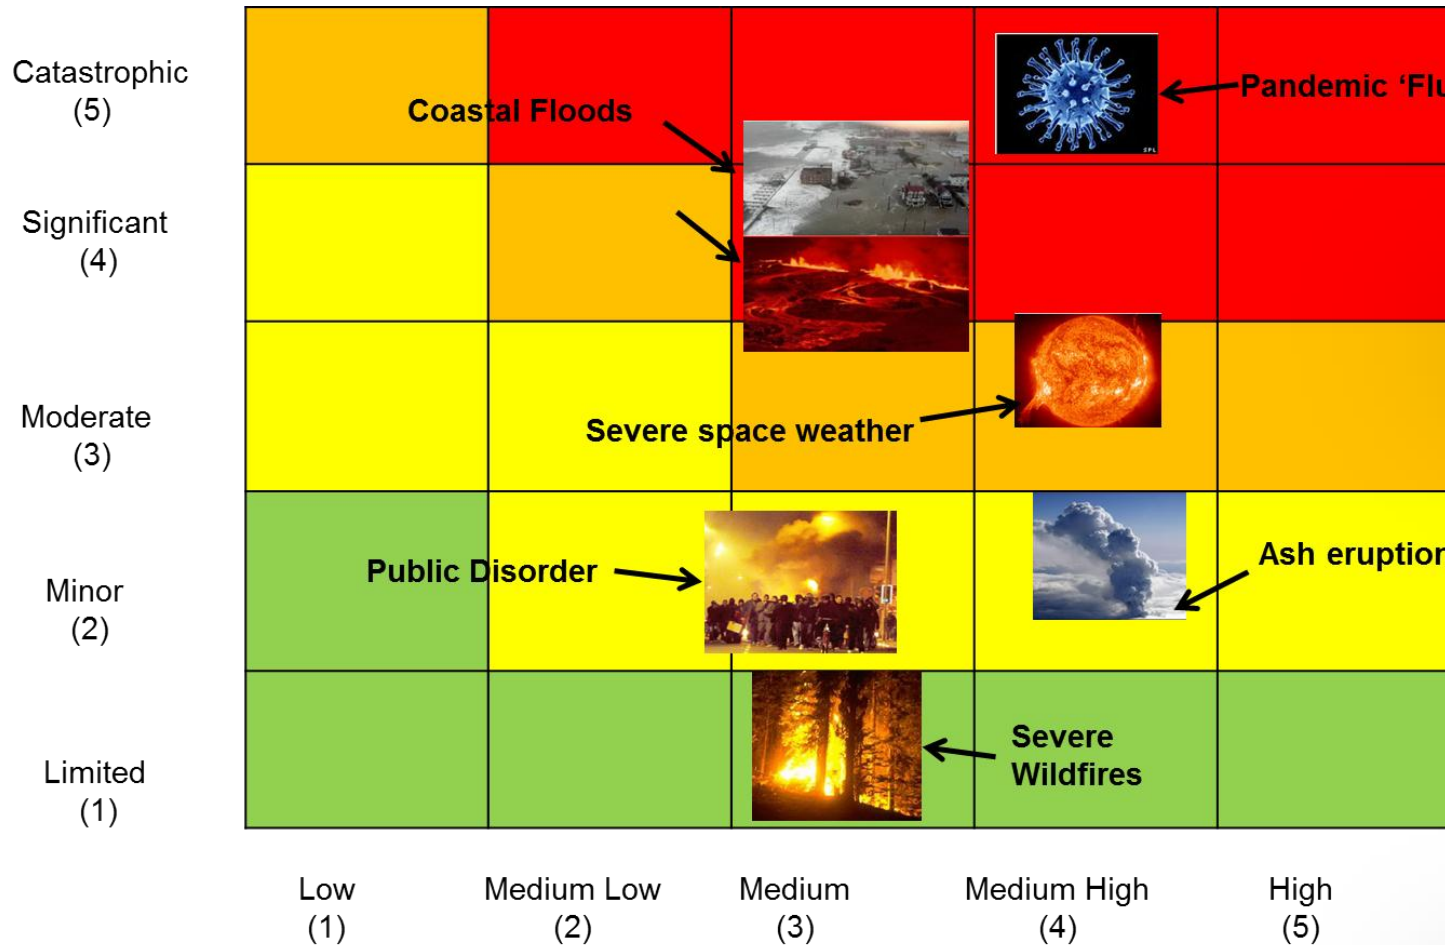 Catastrophic
(5)
Coastal Floods
Pandemic ‘Flu
SPL
Significant
(4)
Moderate
(3)
Severe space weather
Minor
(2)
Public Disorder
Ash eruption
Limited
(1)
Severe
Wildfires
Low
(1)
Medium Low
(2)
Medium
(3)
Medium High
(4)
High
(5)